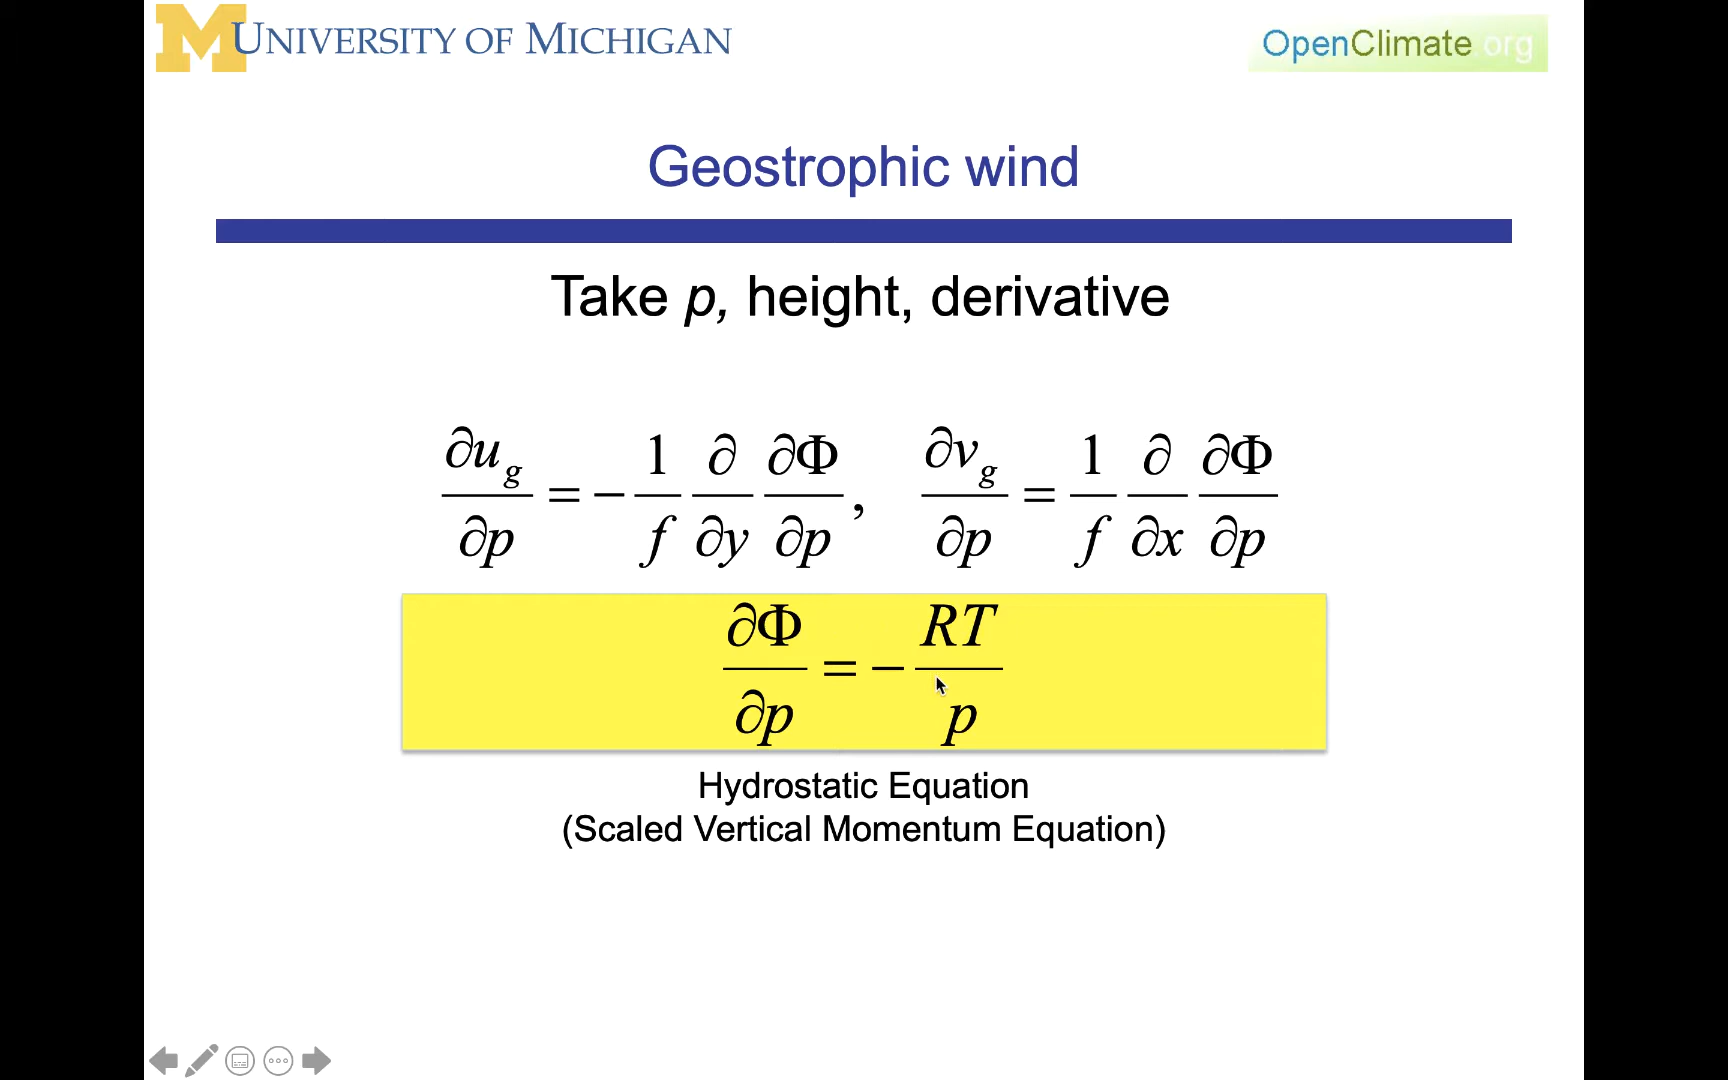 M UNIVERSITY OF MICHIGAN
OpenClimate.org
Geostrophic wind
Take p, height, derivative
∂u_g/∂p = − 1/f ∂/∂y ∂Φ/∂p, ∂v_g/∂p = 1/f ∂/∂x ∂Φ/∂p
∂Φ/∂p = − RT/p
Hydrostatic Equation
(Scaled Vertical Momentum Equation)